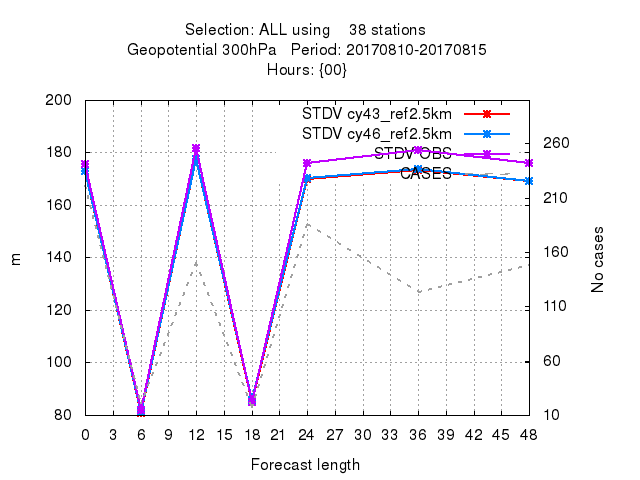 Selection: ALL using    38 stations
Geopotential 300hPa   Period: 20170810-20170815
Hours: {00}
STDV cy43_ref2.5km
STDV cy46_ref2.5km
STDV OBS
CASES
200
180
160
140
120
100
80
m
260
210
160
110
60
10
No cases
0 3 6 9 12 15 18 21 24 27 30 33 36 39 42 45 48
Forecast length